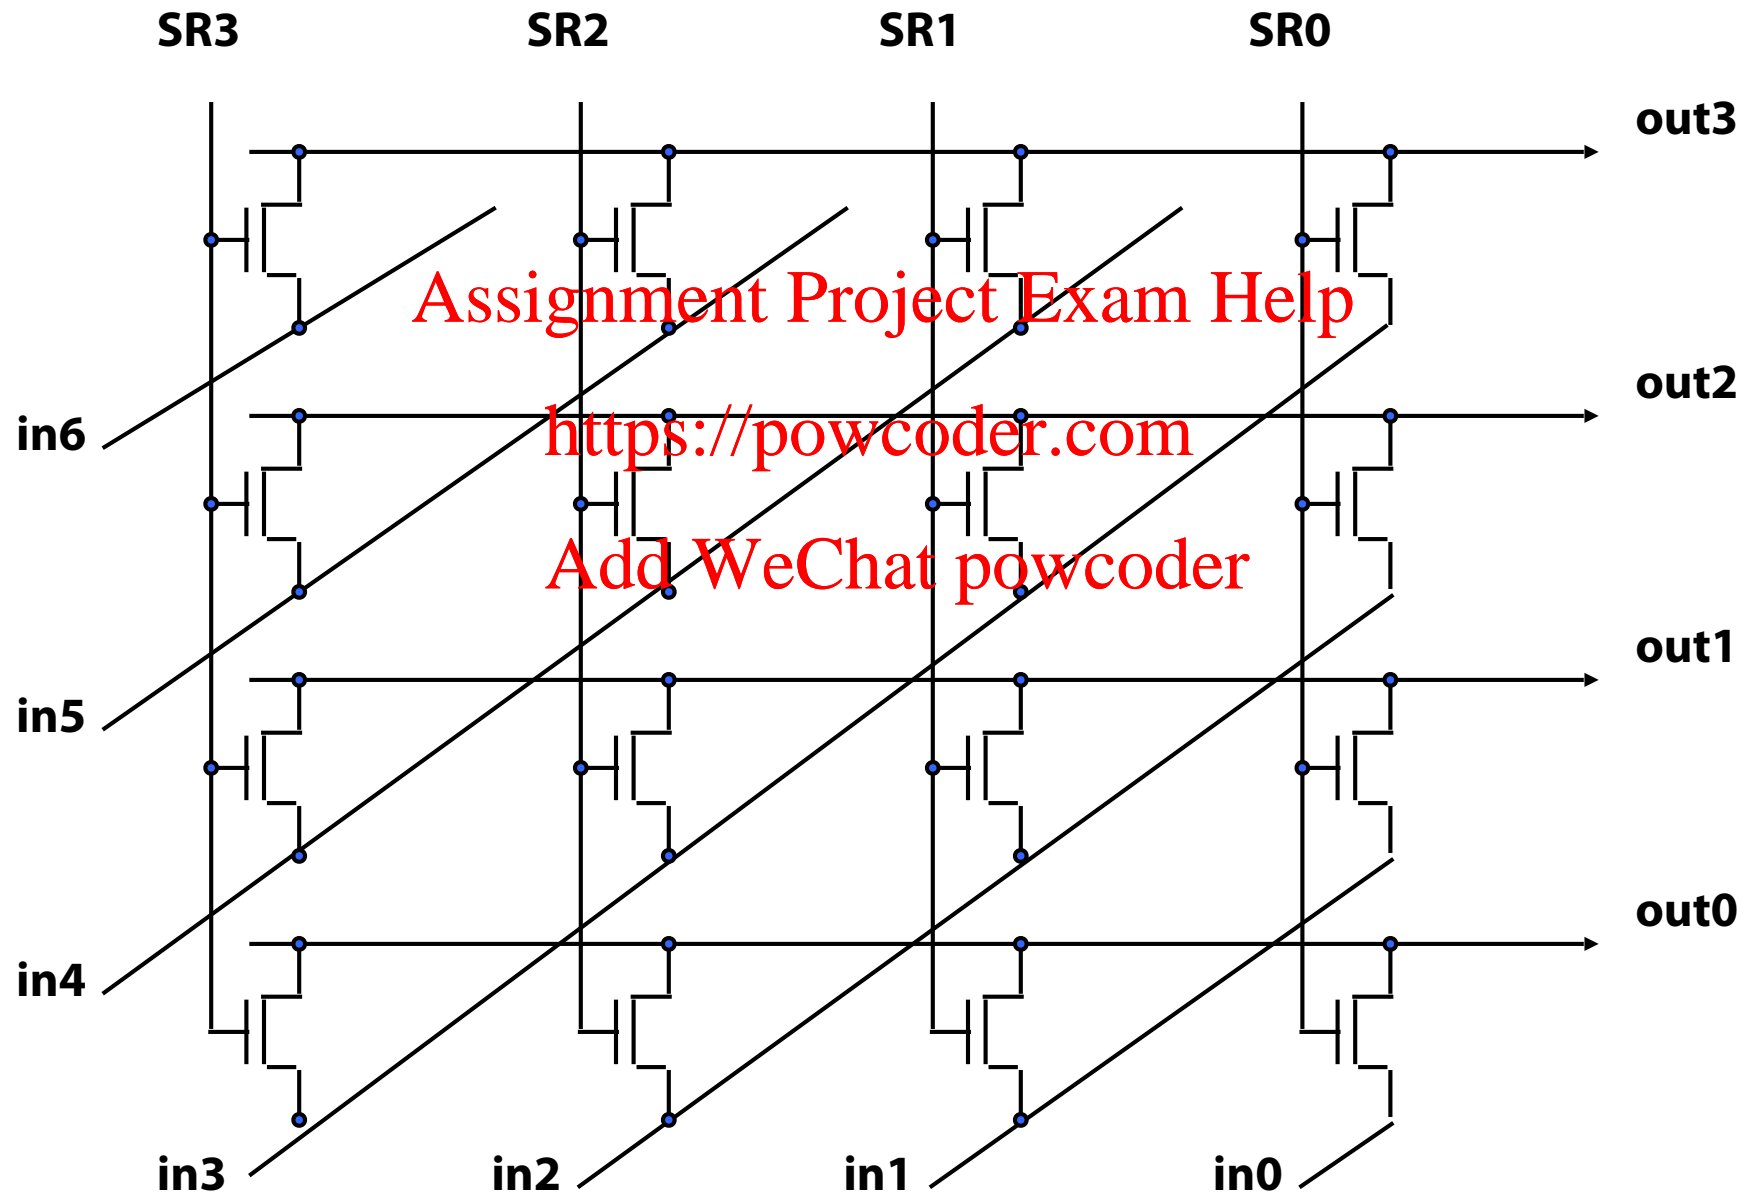 SR3 SR2 SR1 SR0
out3
Assignment Project Exam Help
out2
in6
https://powcoder.com
Add WeChat powcoder
out1
in5
out0
in4
in3 in2 in1 in0